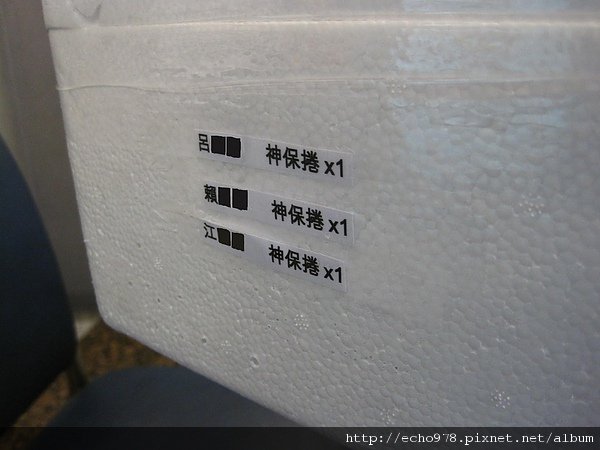 呂 神保捲 x1
賴 神保捲 x1
江 神保捲 x1
http://echo978.pixnet.net/album